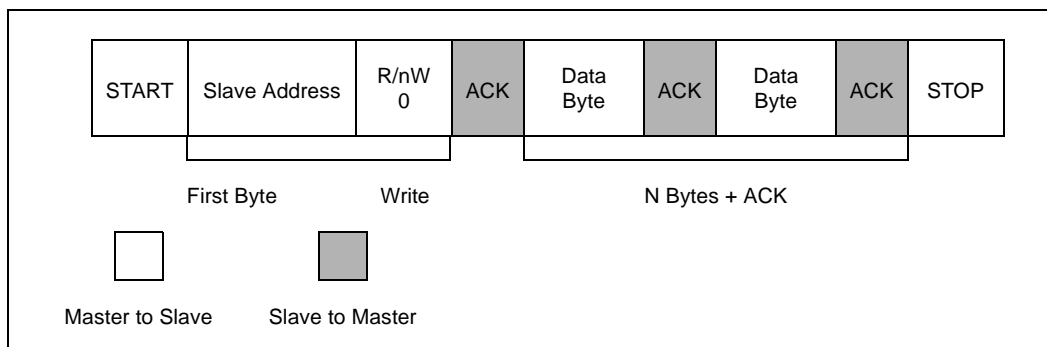 START Slave Address R/nW 0 ACK Data Byte ACK Data Byte ACK STOP
First Byte Write N Bytes + ACK
Master to Slave Slave to Master